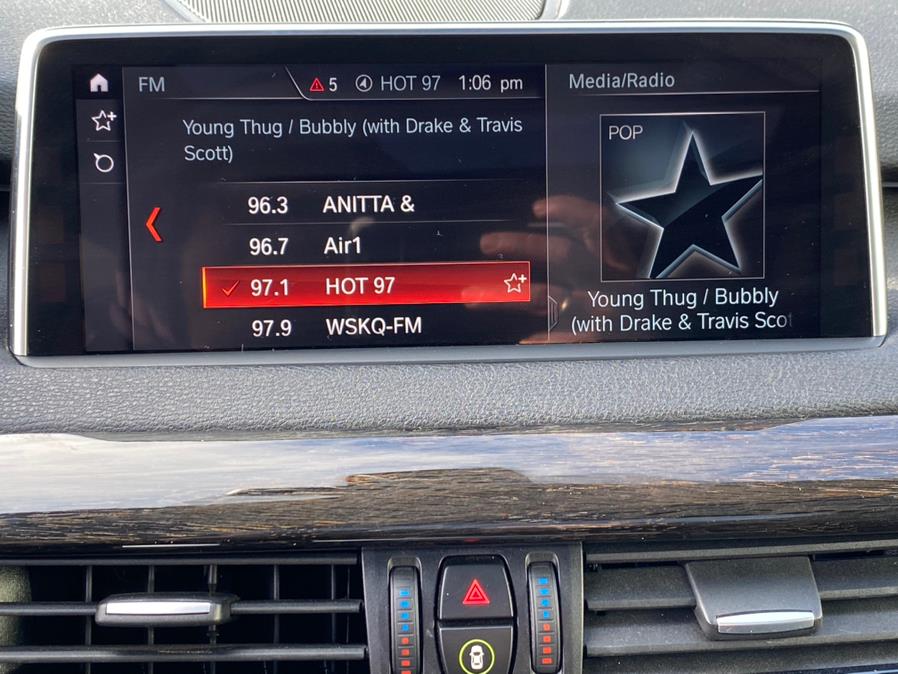 FM
5
HOT 97
1:06 pm
Media/Radio
Young Thug / Bubbly (with Drake & Travis
Scott)
96.3 ANITTA &
96.7 Air1
97.1 HOT 97
97.9 WSKQ-FM
POP
Young Thug / Bubbly
(with Drake & Travis Scot